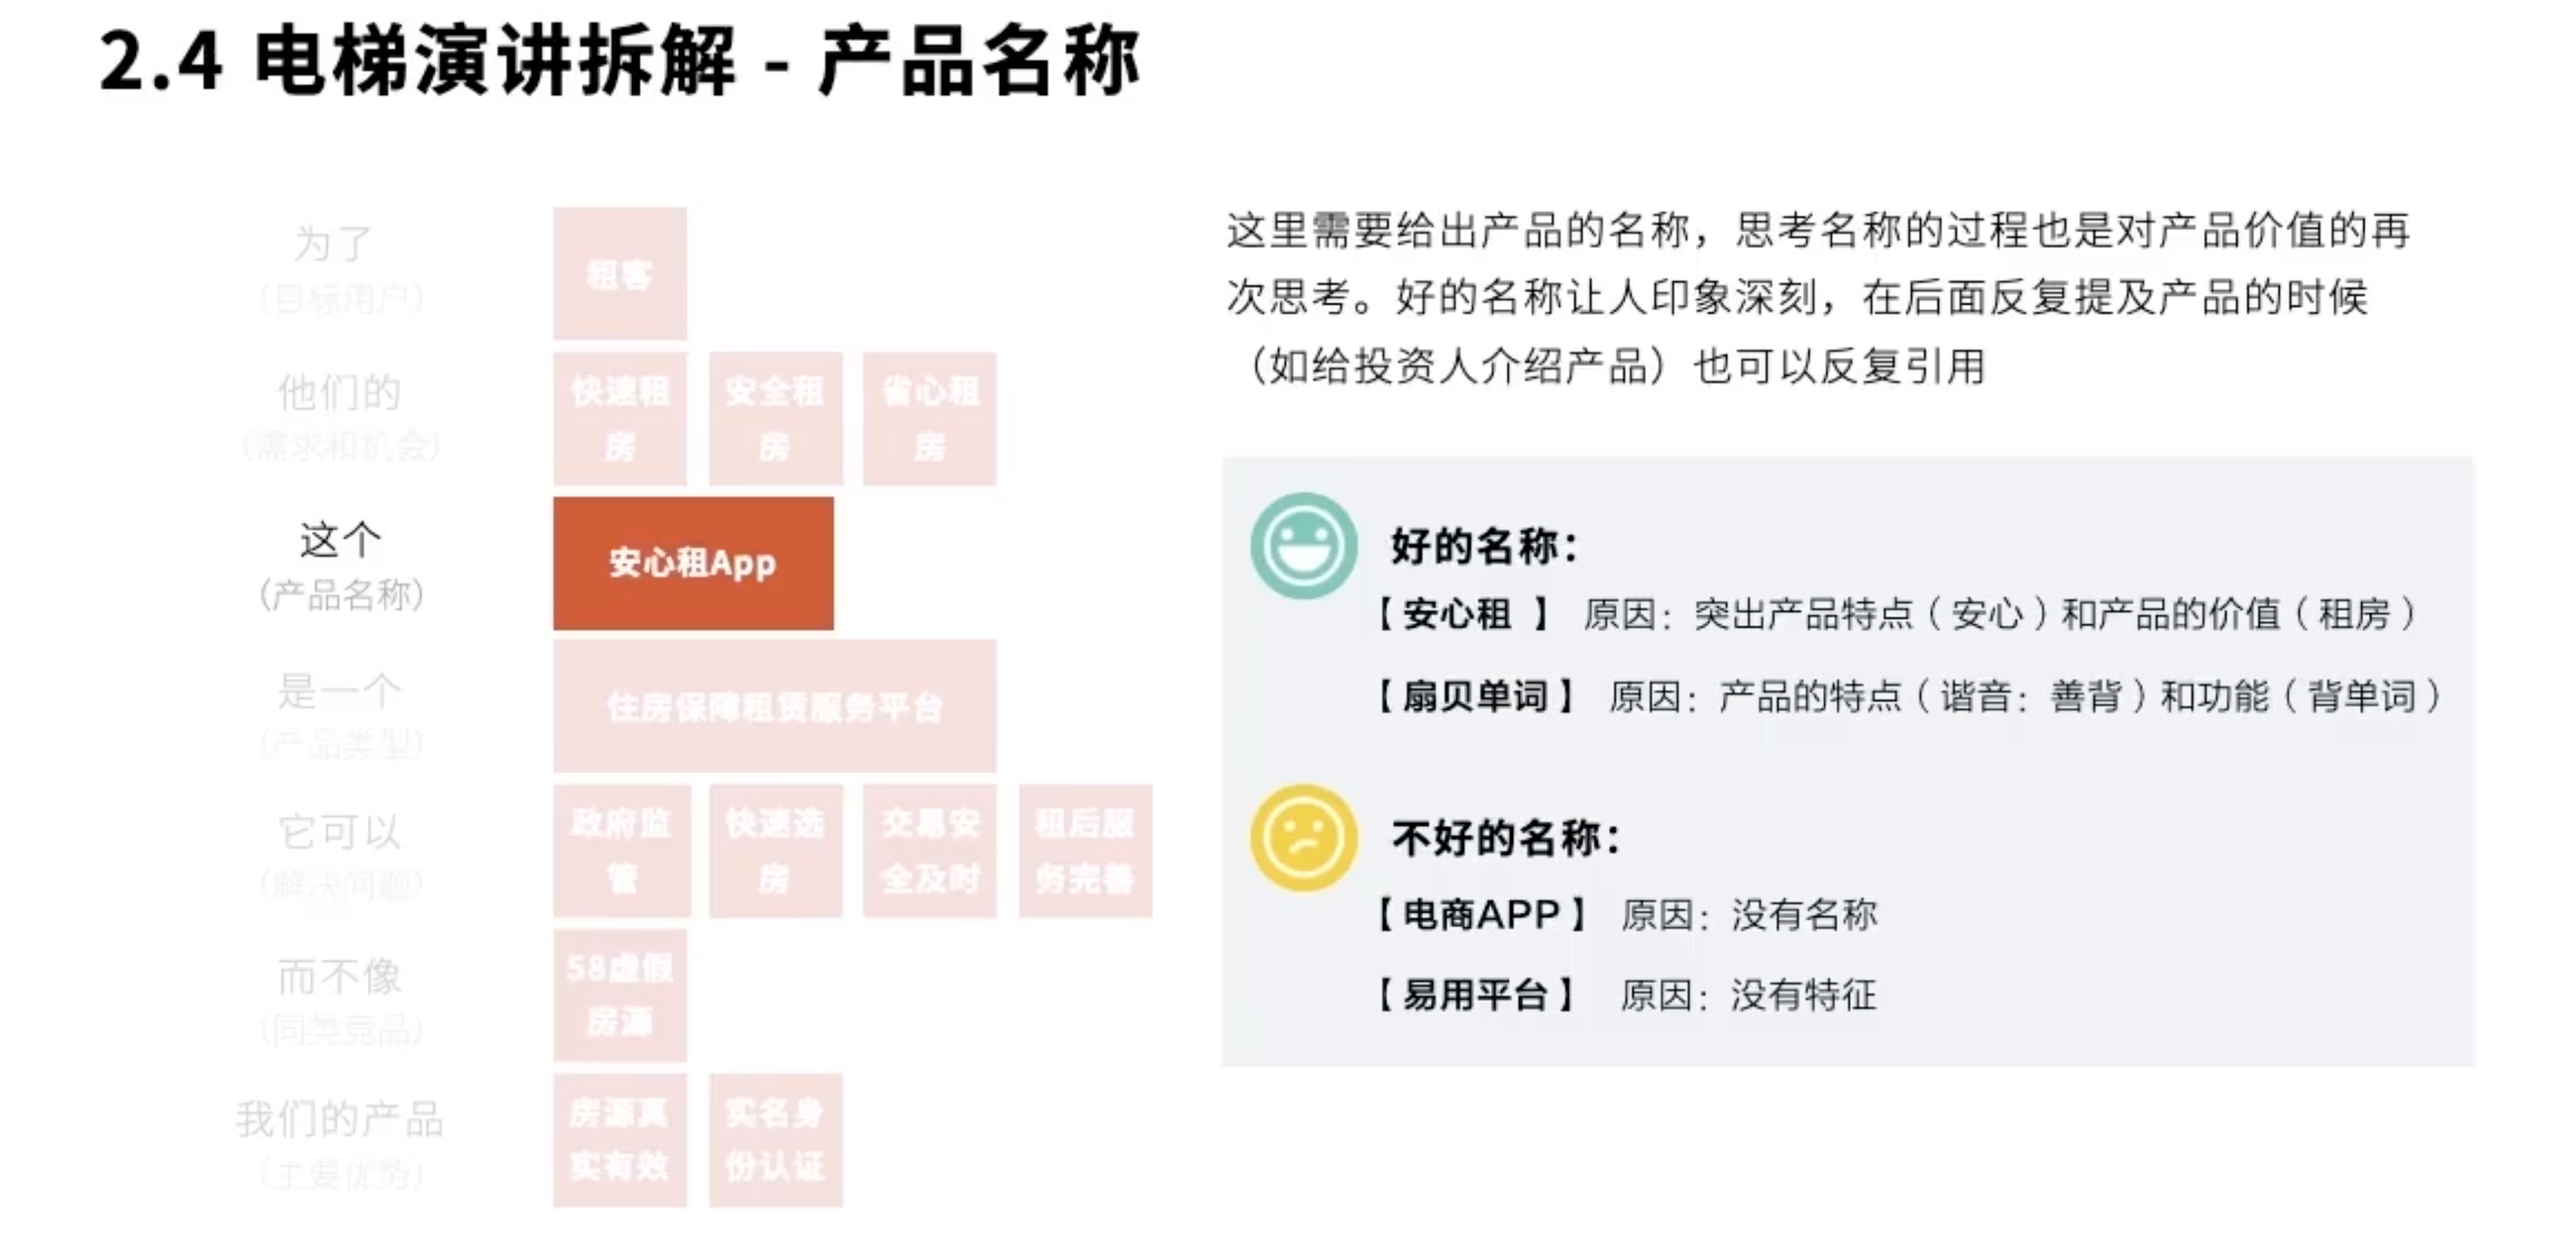 2.4 电梯演讲拆解 - 产品名称
为了
（目标用户）
租客
他们的
（需求和机会）
快速租
房
安全租
房
省心租
房
这个
（产品名称）
安心租App
是一个
（产品类型）
住房保障租赁服务平台
它可以
（解决问题）
政府监
管
快速选
房
交易安
全及时
租后服
务完善
而不像
（同类竞品）
58虚假
房源
我们的产品
（主要优势）
房源真
实有效
实名身
份认证
这里需要给出产品的名称，思考名称的过程也是对产品价值的再
次思考。好的名称让人印象深刻，在后面反复提及产品的时候
（如给投资人介绍产品）也可以反复引用
好的名称：
【安心租 】 原因：突出产品特点（安心）和产品的价值（租房）
【扇贝单词】 原因：产品的特点（谐音：善背）和功能（背单词）
不好的名称：
【电商APP】 原因：没有名称
【易用平台】 原因：没有特征